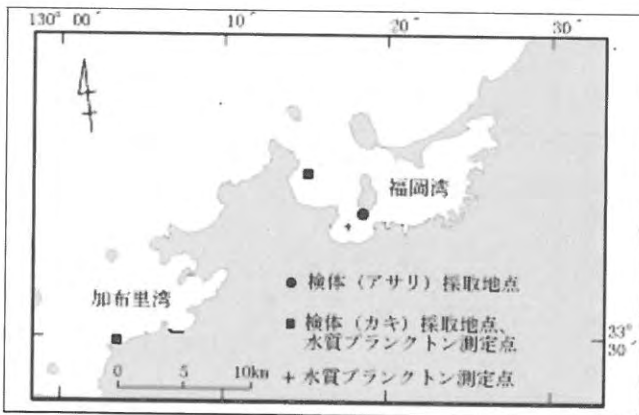 130° 00′ 10′ 20′ 30′
福岡湾
加布里湾
● 検体（アサリ）採取地点
■ 検体（カキ）採取地点、
水質プランクトン測定点
+ 水質プランクトン測定点
33°
30′
0 5 10km